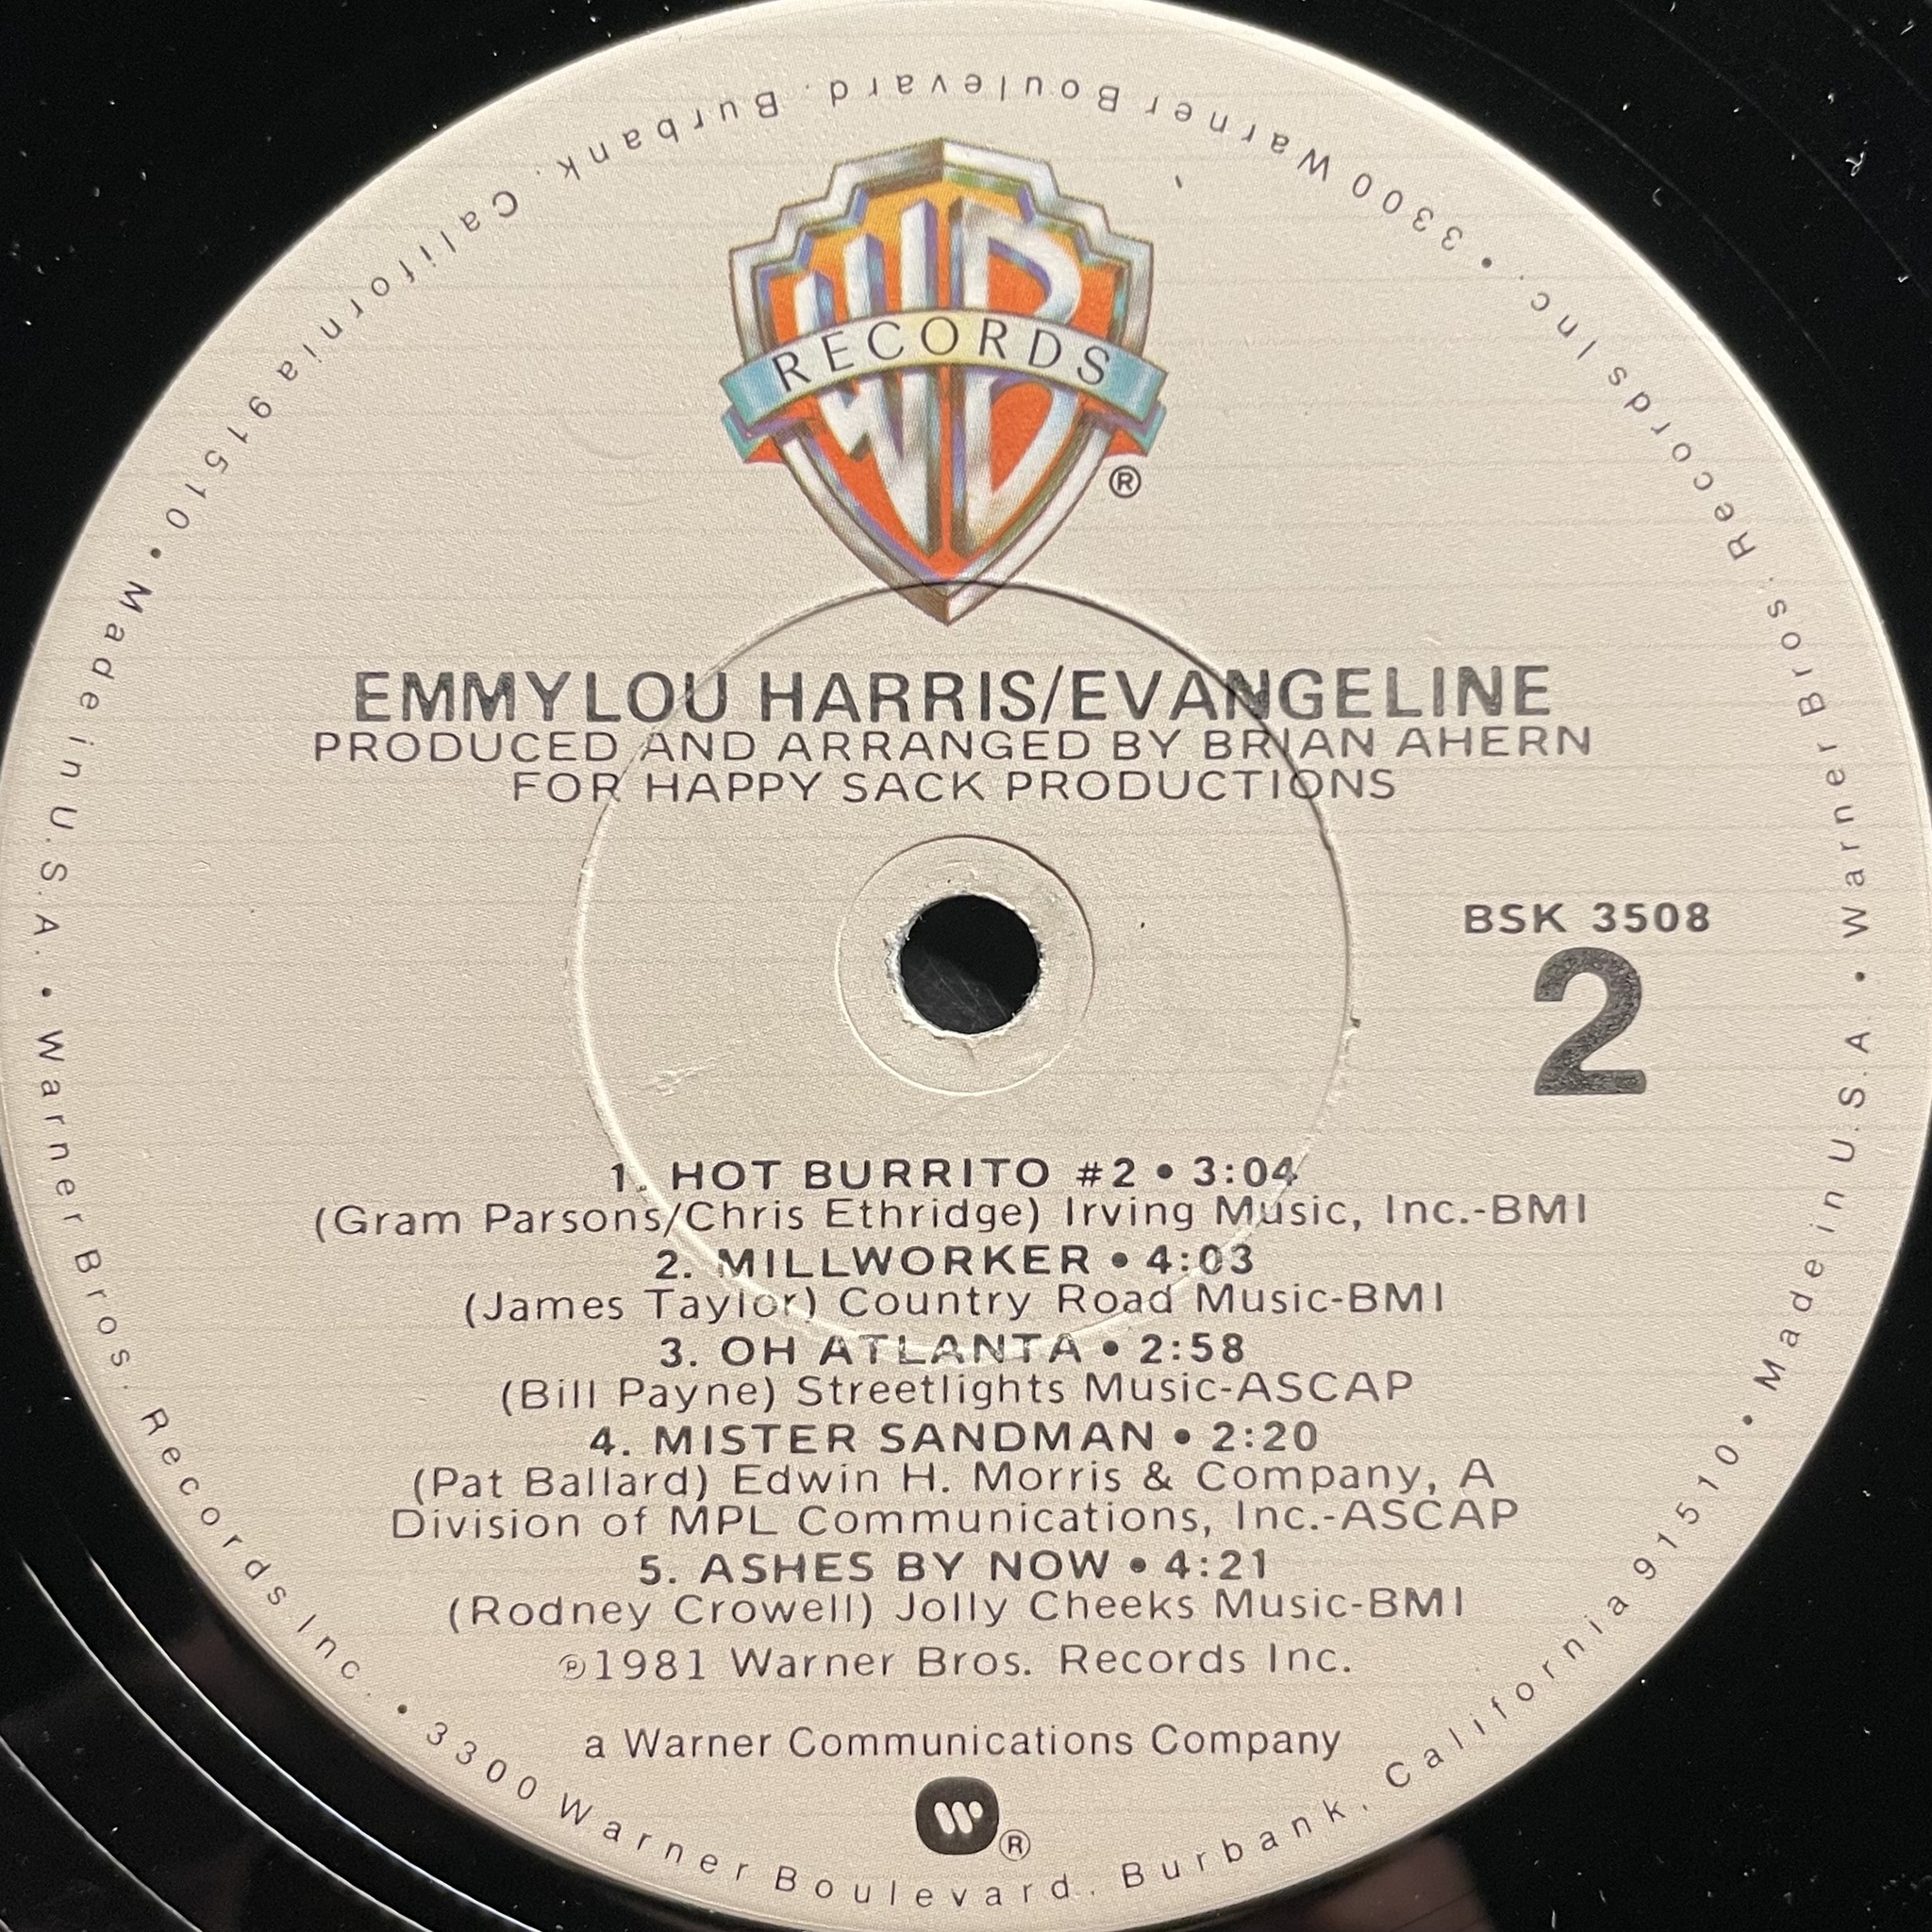 WB
RECORDS
®
EMMYLOU HARRIS/EVANGELINE
PRODUCED AND ARRANGED BY BRIAN AHERN
FOR HAPPY SACK PRODUCTIONS
BSK 3508
2
1. HOT BURRITO #2 • 3:04
(Gram Parsons/Chris Ethridge) Irving Music, Inc.-BMI
2. MILLWORKER • 4:03
(James Taylor) Country Road Music-BMI
3. OH ATLANTA • 2:58
(Bill Payne) Streetlights Music-ASCAP
4. MISTER SANDMAN • 2:20
(Pat Ballard) Edwin H. Morris & Company, A
Division of MPL Communications, Inc.-ASCAP
5. ASHES BY NOW • 4:21
(Rodney Crowell) Jolly Cheeks Music-BMI
℗1981 Warner Bros. Records Inc.
a Warner Communications Company
W ®
Warner Bros. Records Inc. • 3300 Warner Boulevard, Burbank, California 91510 • Made in U.S.A. • Warner Bros. Records Inc. • 3300 Warner Boulevard, Burbank, California 91510 • Made in U.S.A. •